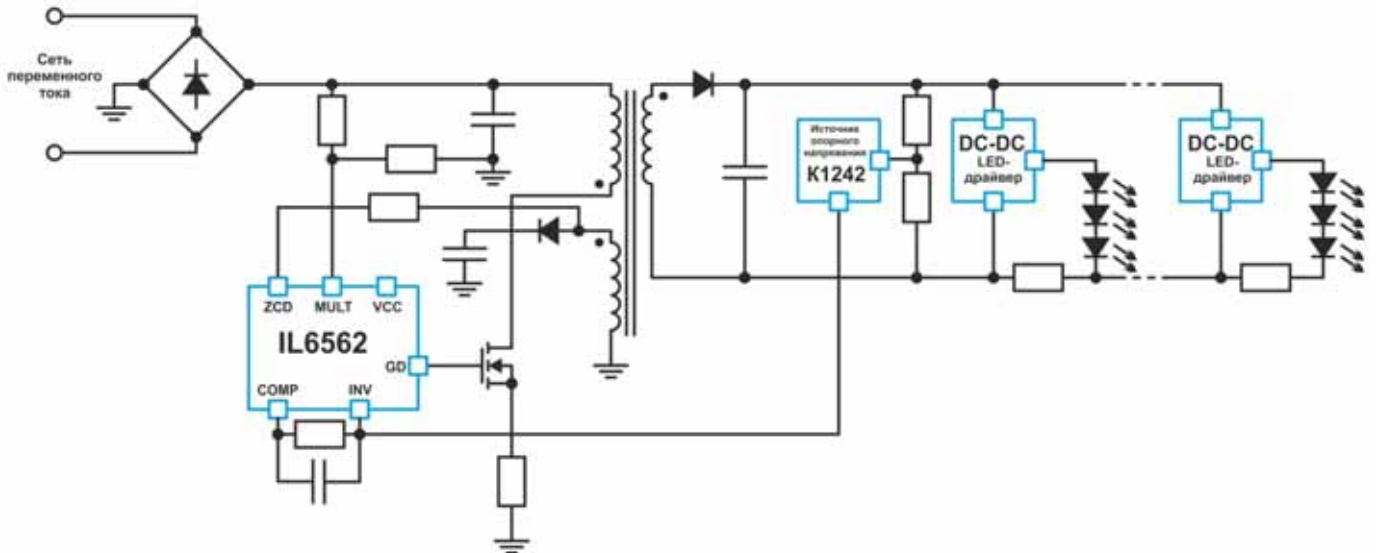 Сеть
переменного
тока
ZCD MULT VCC
IL6562
GD
COMP INV
Источник
опорного
напряжения
К1242
DC-DC
LED-
драйвер
DC-DC
LED-
драйвер